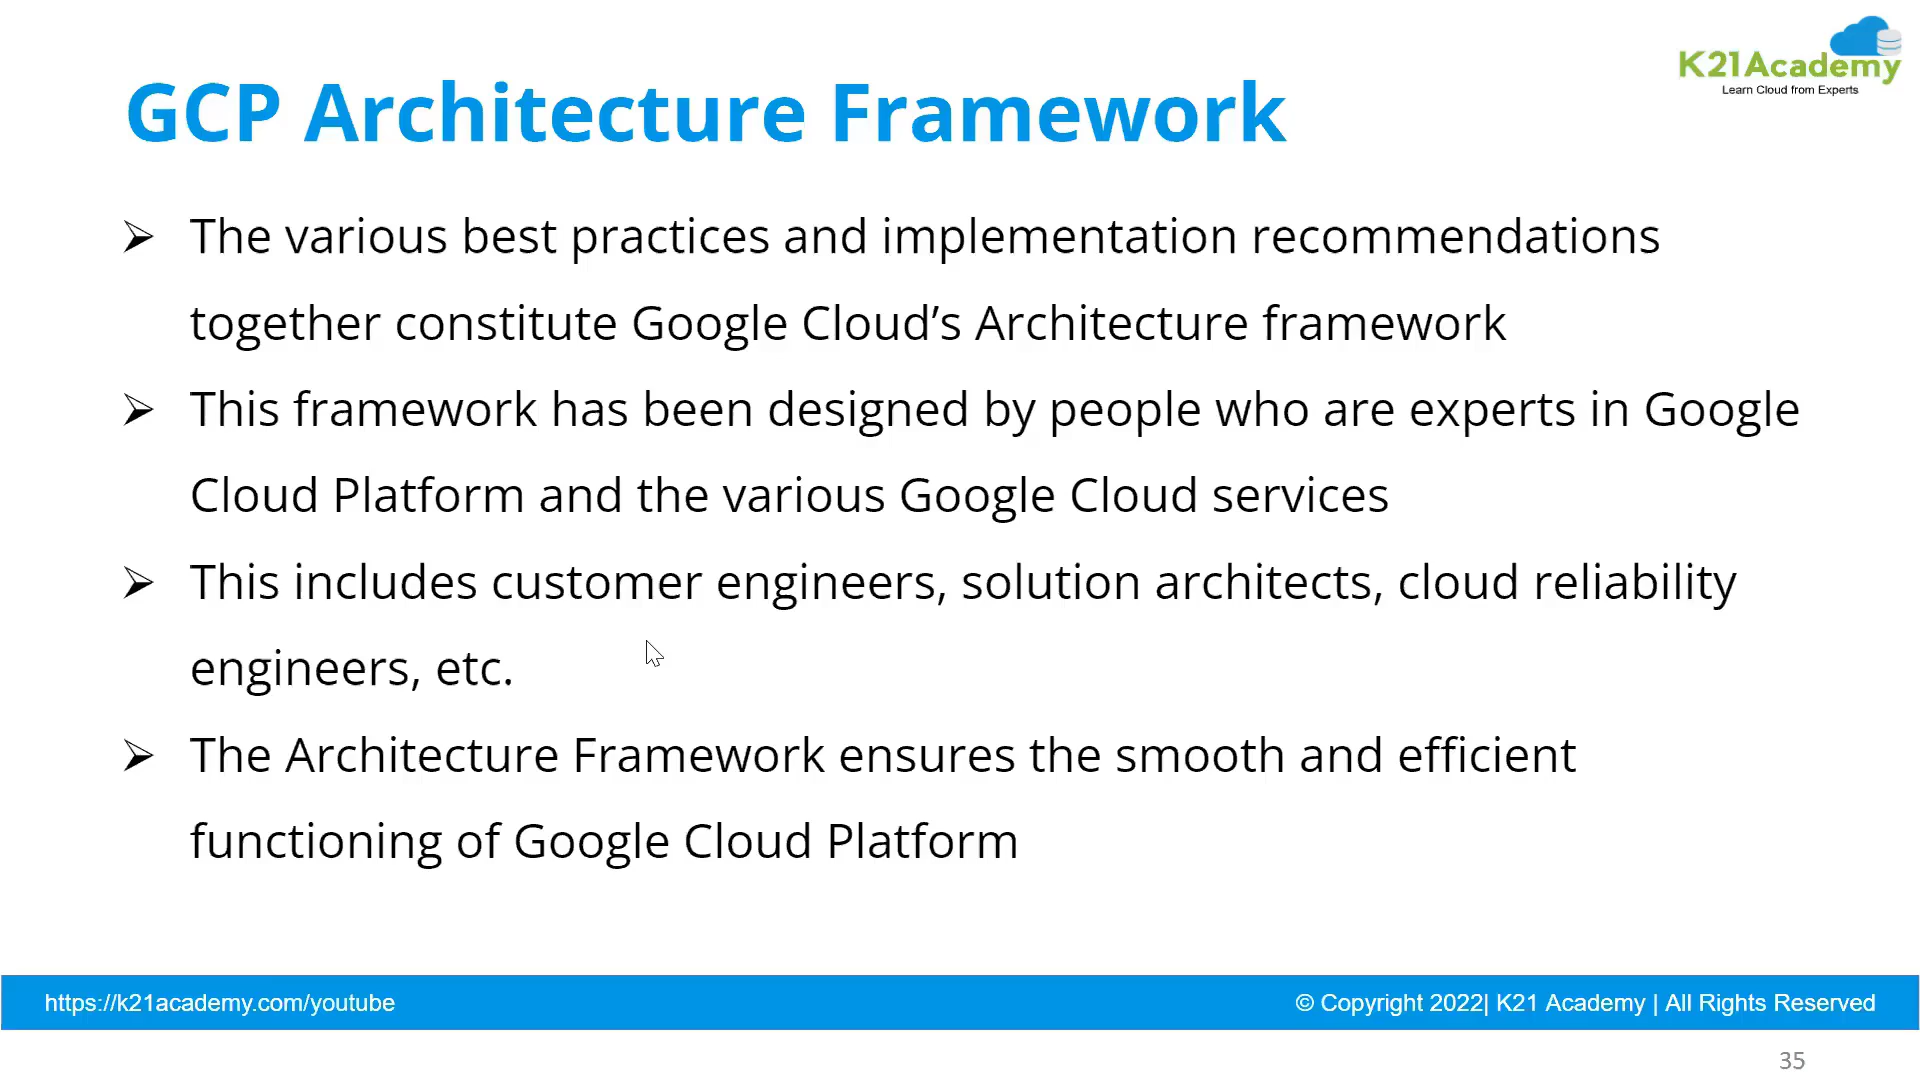 K21Academy
Learn Cloud from Experts
GCP Architecture Framework
➢ The various best practices and implementation recommendations
together constitute Google Cloud’s Architecture framework
➢ This framework has been designed by people who are experts in Google
Cloud Platform and the various Google Cloud services
➢ This includes customer engineers, solution architects, cloud reliability
engineers, etc.
➢ The Architecture Framework ensures the smooth and efficient
functioning of Google Cloud Platform
https://k21academy.com/youtube
© Copyright 2022| K21 Academy | All Rights Reserved
35